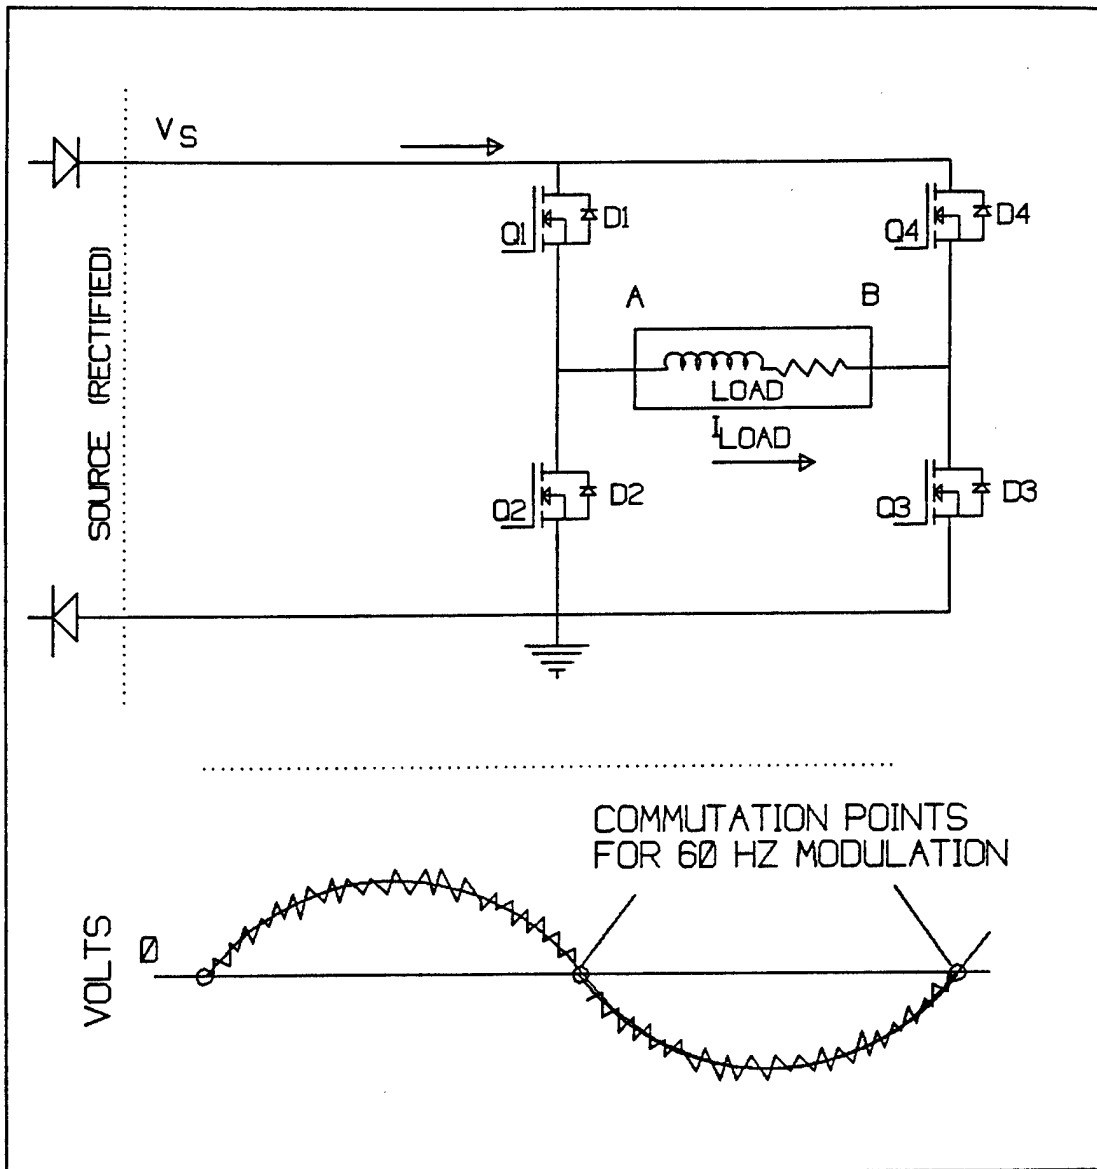 VS
SOURCE (RECTIFIED)
Q1
D1
Q4
D4
A
B
LOAD
ILOAD
Q2
D2
Q3
D3
COMMUTATION POINTS
FOR 60 HZ MODULATION
VOLTS
0